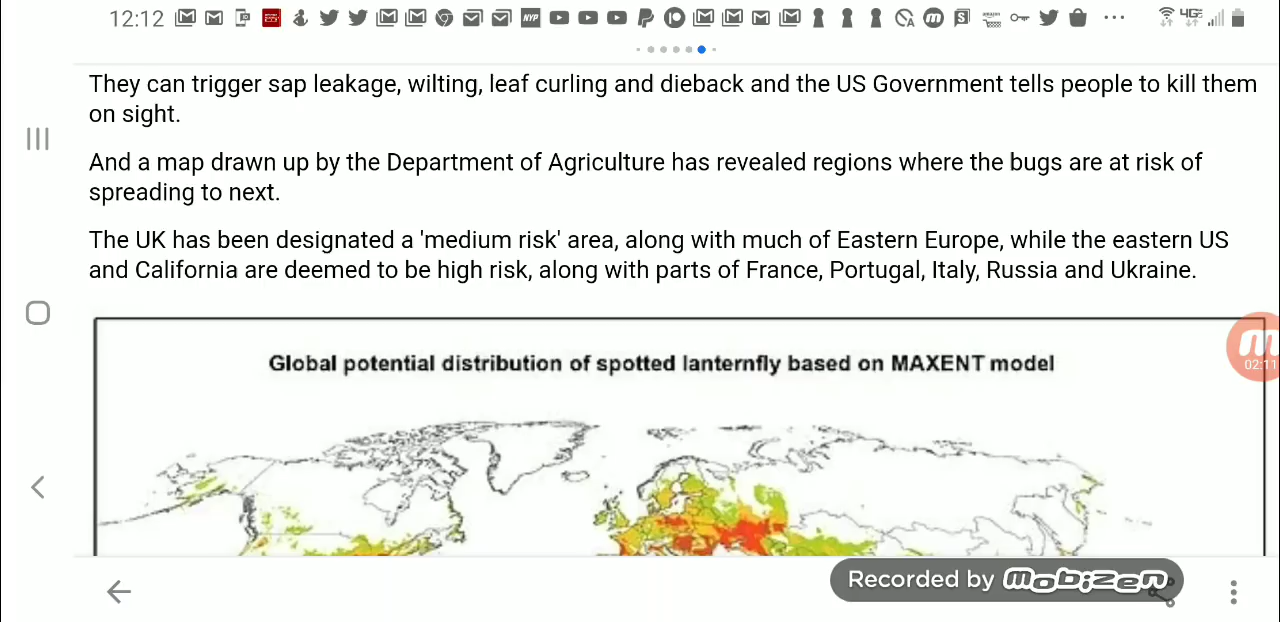 12:12
NYP
4GE
They can trigger sap leakage, wilting, leaf curling and dieback and the US Government tells people to kill them
on sight.
And a map drawn up by the Department of Agriculture has revealed regions where the bugs are at risk of
spreading to next.
The UK has been designated a 'medium risk' area, along with much of Eastern Europe, while the eastern US
and California are deemed to be high risk, along with parts of France, Portugal, Italy, Russia and Ukraine.
Global potential distribution of spotted lanternfly based on MAXENT model
02:11
Recorded by mobizen